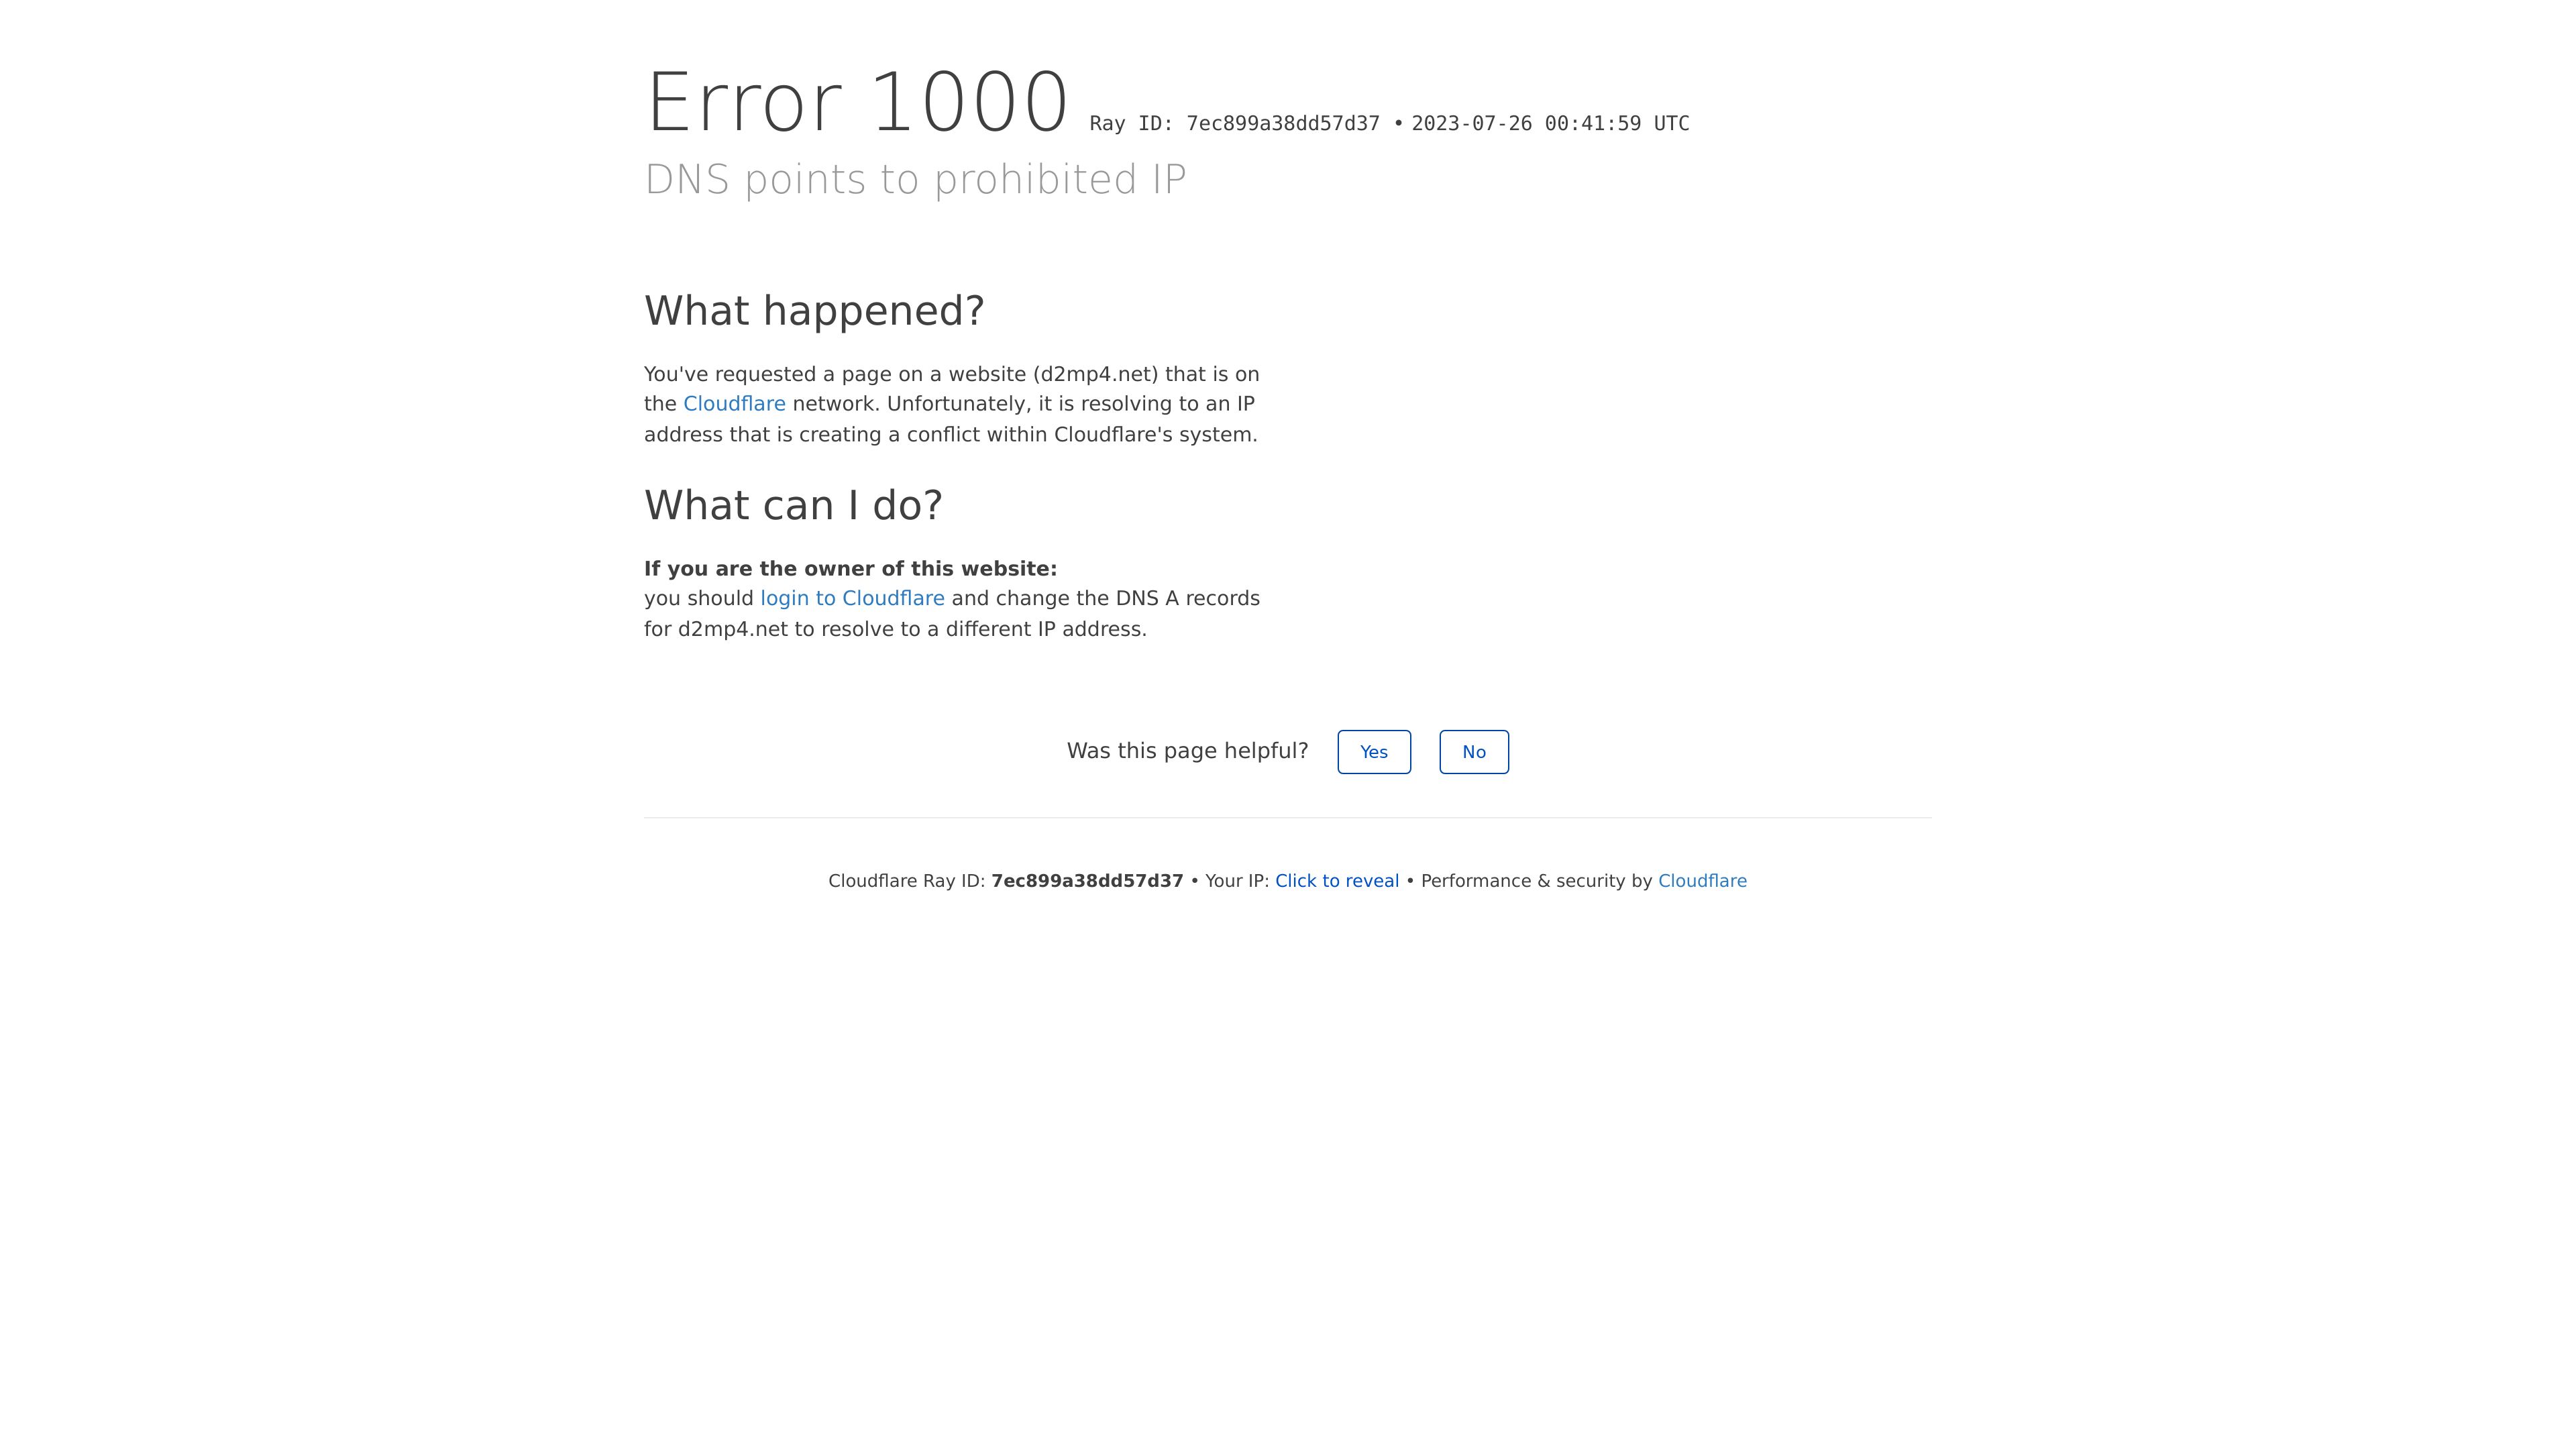 Error 1000 Ray ID: 7ec899a38dd57d37 • 2023-07-26 00:41:59 UTC
DNS points to prohibited IP
What happened?
You've requested a page on a website (d2mp4.net) that is on
the Cloudflare network. Unfortunately, it is resolving to an IP
address that is creating a conflict within Cloudflare's system.
What can I do?
If you are the owner of this website:
you should login to Cloudflare and change the DNS A records
for d2mp4.net to resolve to a different IP address.
Was this page helpful? Yes No
Cloudflare Ray ID: 7ec899a38dd57d37 • Your IP: Click to reveal • Performance & security by Cloudflare